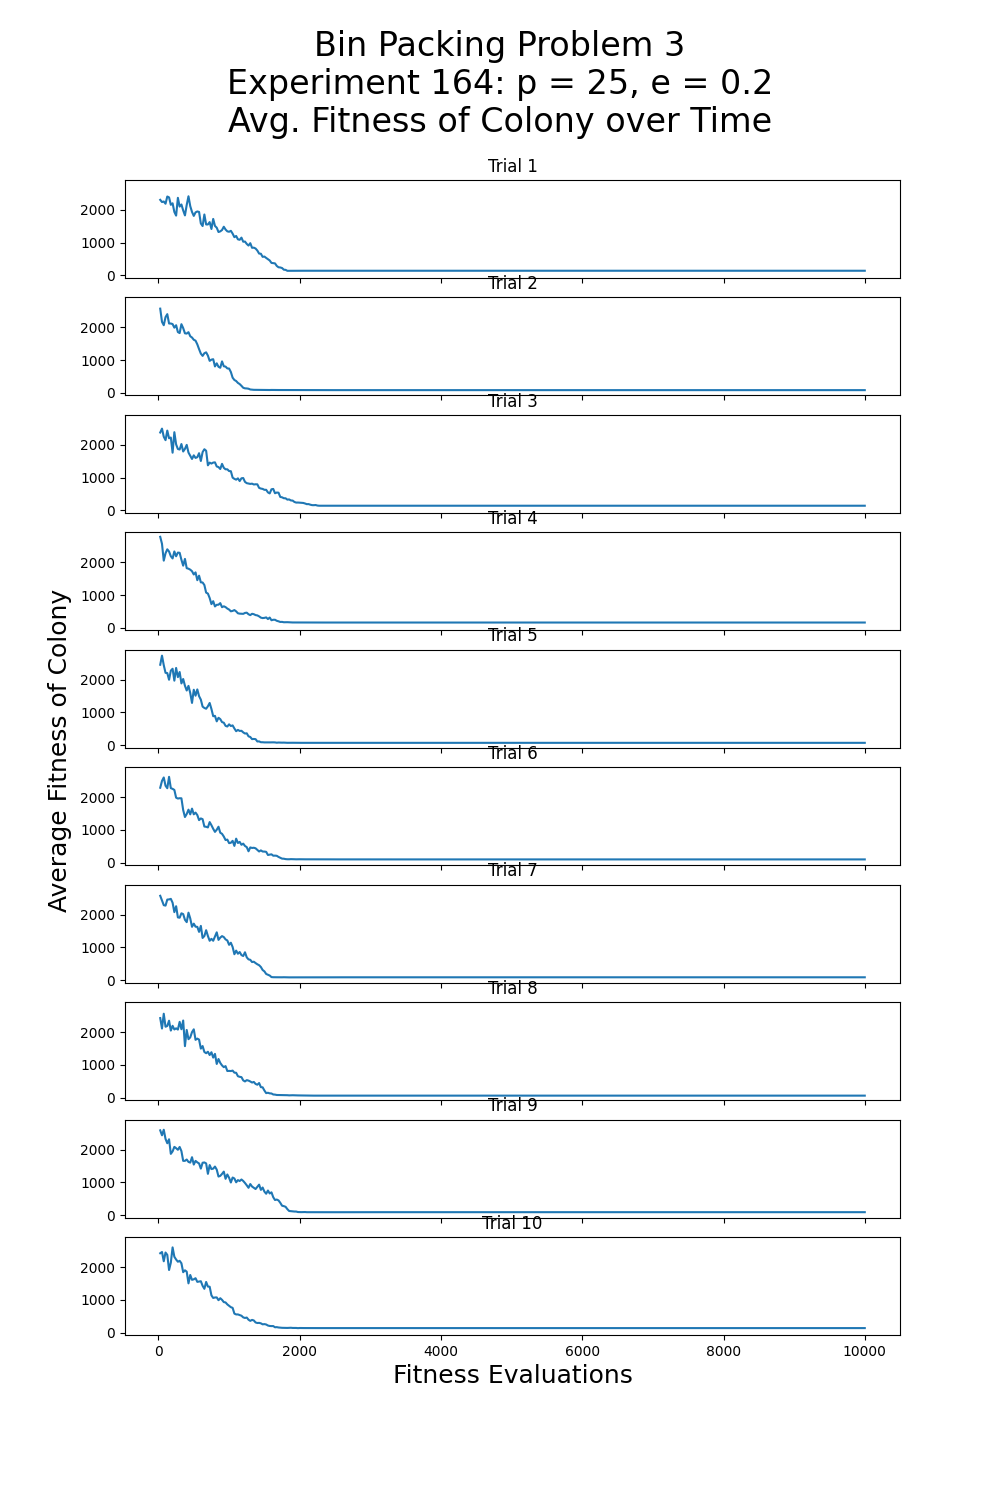 Bin Packing Problem 3
Experiment 164: p = 25, e = 0.2
Avg. Fitness of Colony over Time
Trial 1
2000
1000
0
Trial 2
2000
1000
0
Trial 3
2000
1000
0
Trial 4
2000
1000
0
Trial 5
2000
1000
0
Trial 6
2000
1000
0
Trial 7
2000
1000
0
Trial 8
2000
1000
0
Trial 9
2000
1000
0
Trial 10
2000
1000
0
0 2000 4000 6000 8000 10000
Fitness Evaluations
Average Fitness of Colony